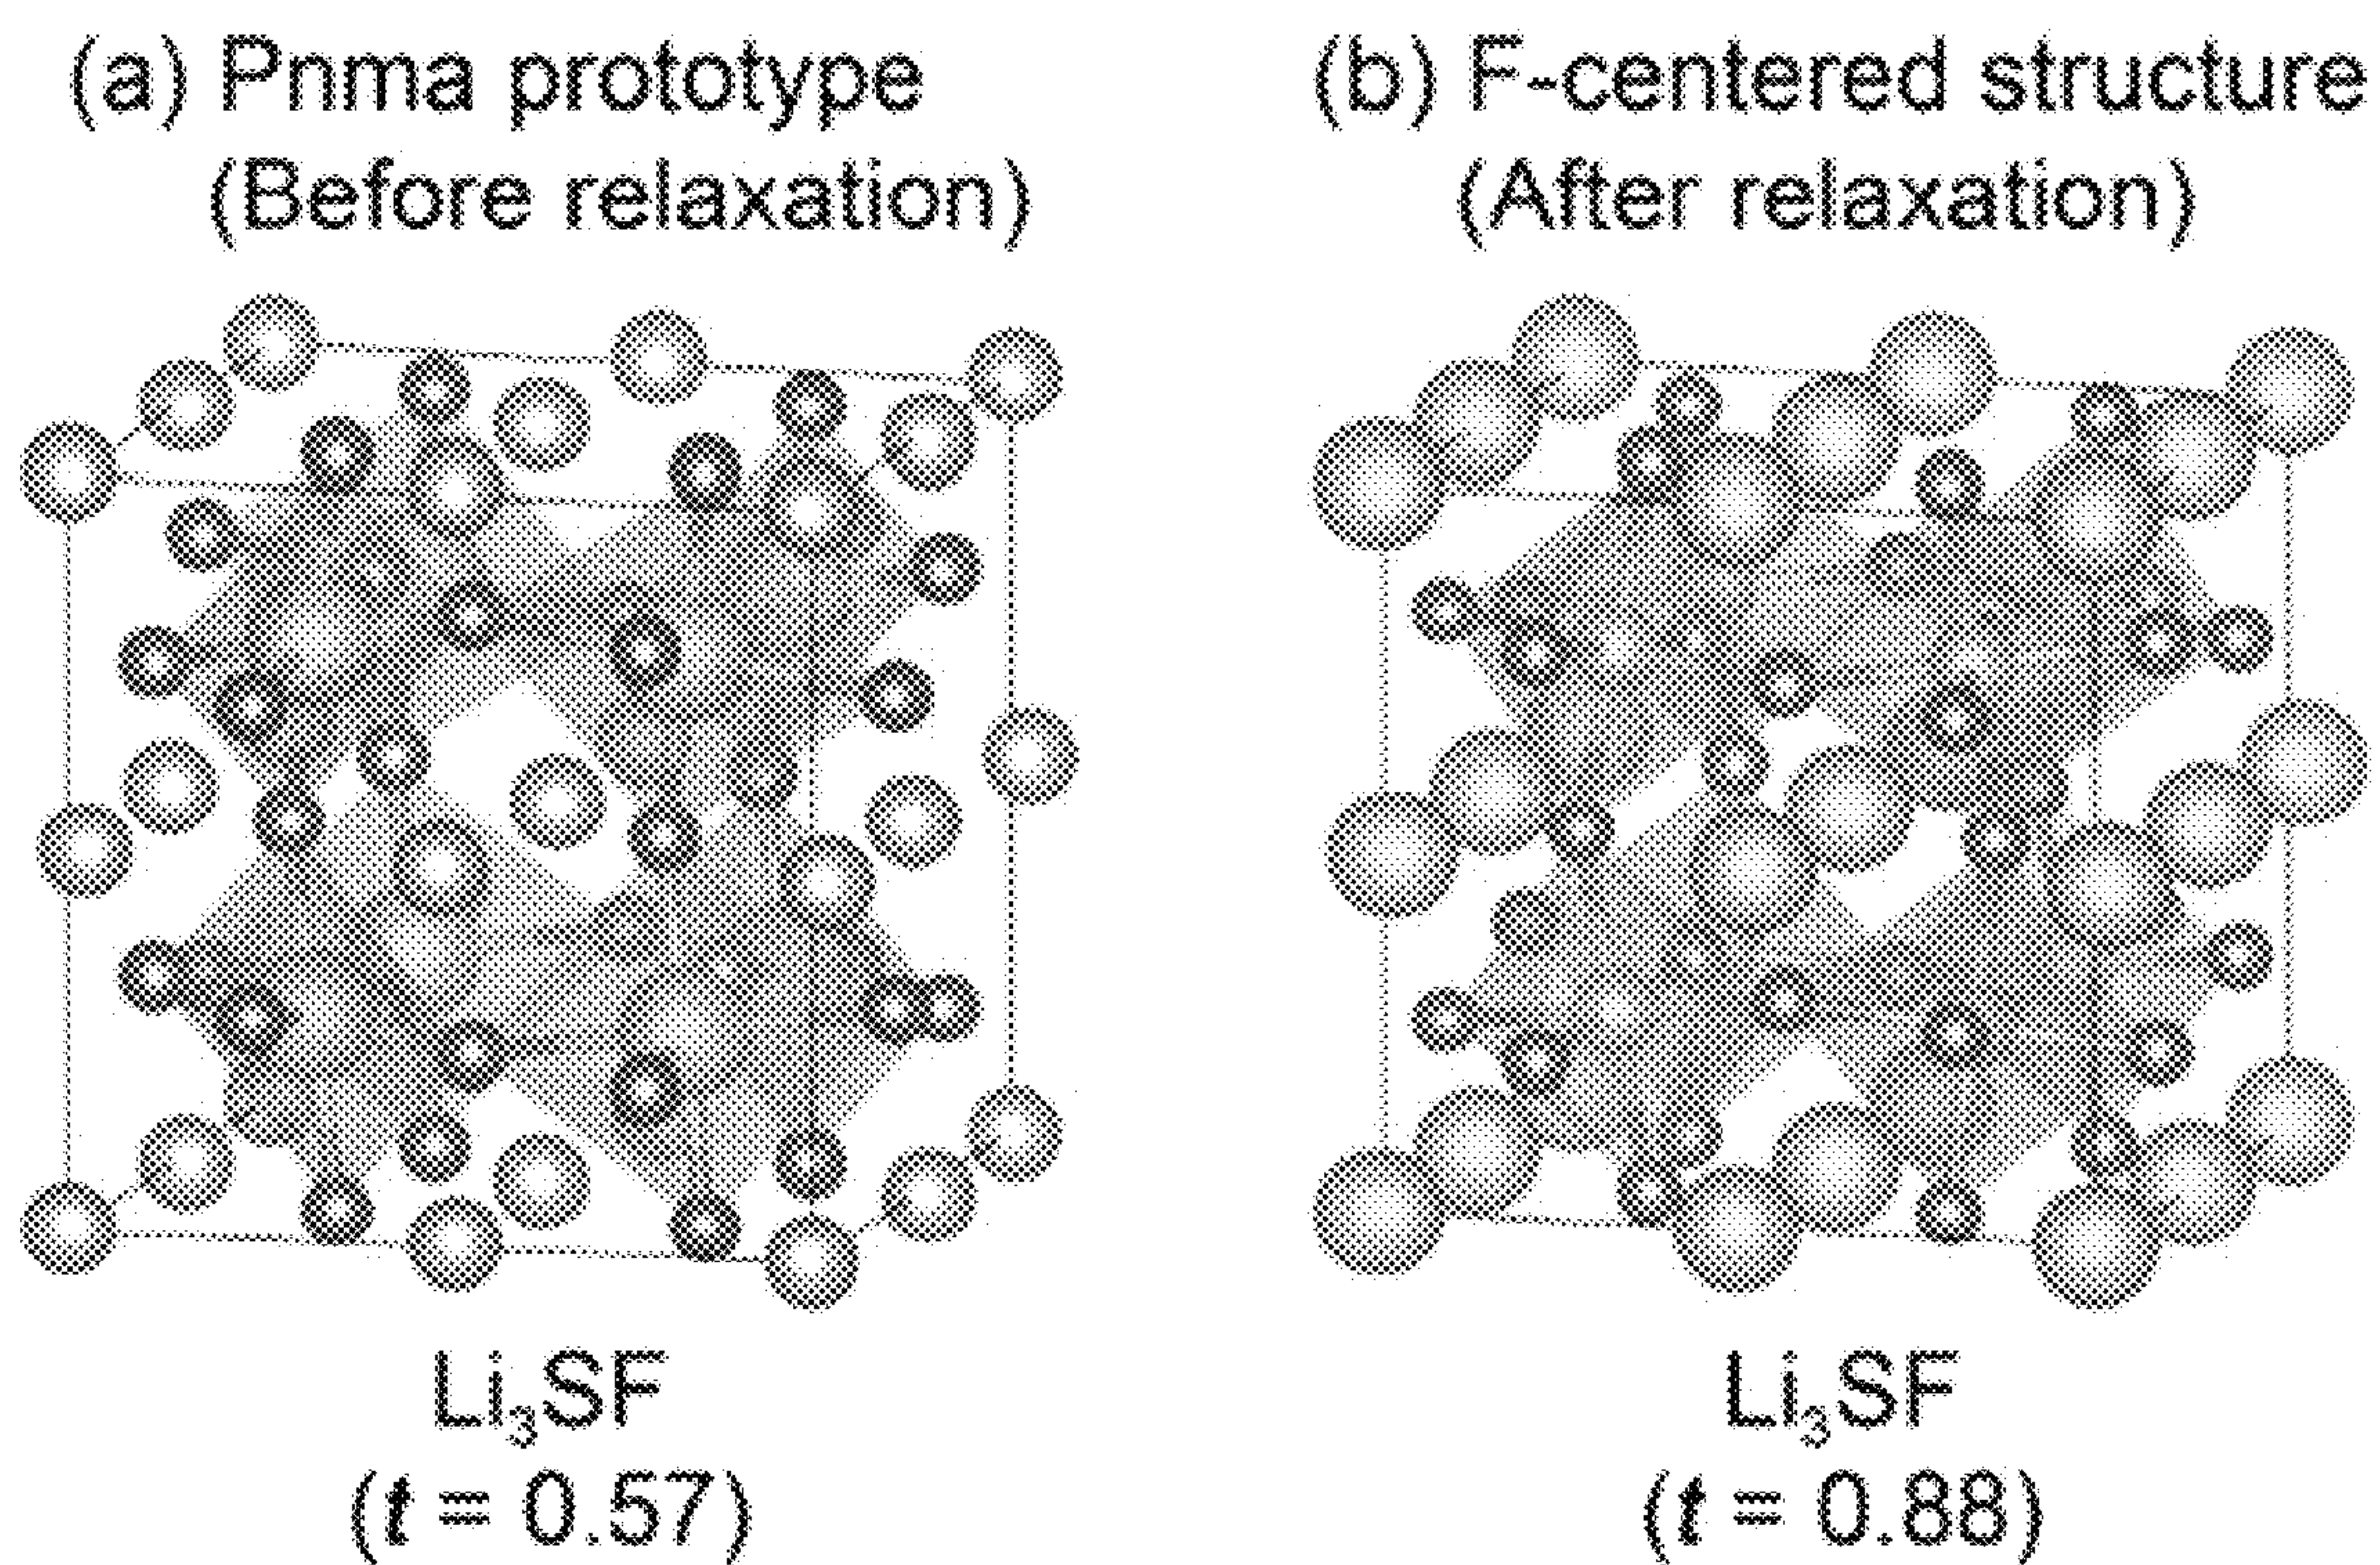 (a) Pnma prototype
(Before relaxation)
Li₃SF
(t = 0.57)
(b) F-centered structure
(After relaxation)
Li₃SF
(t = 0.88)